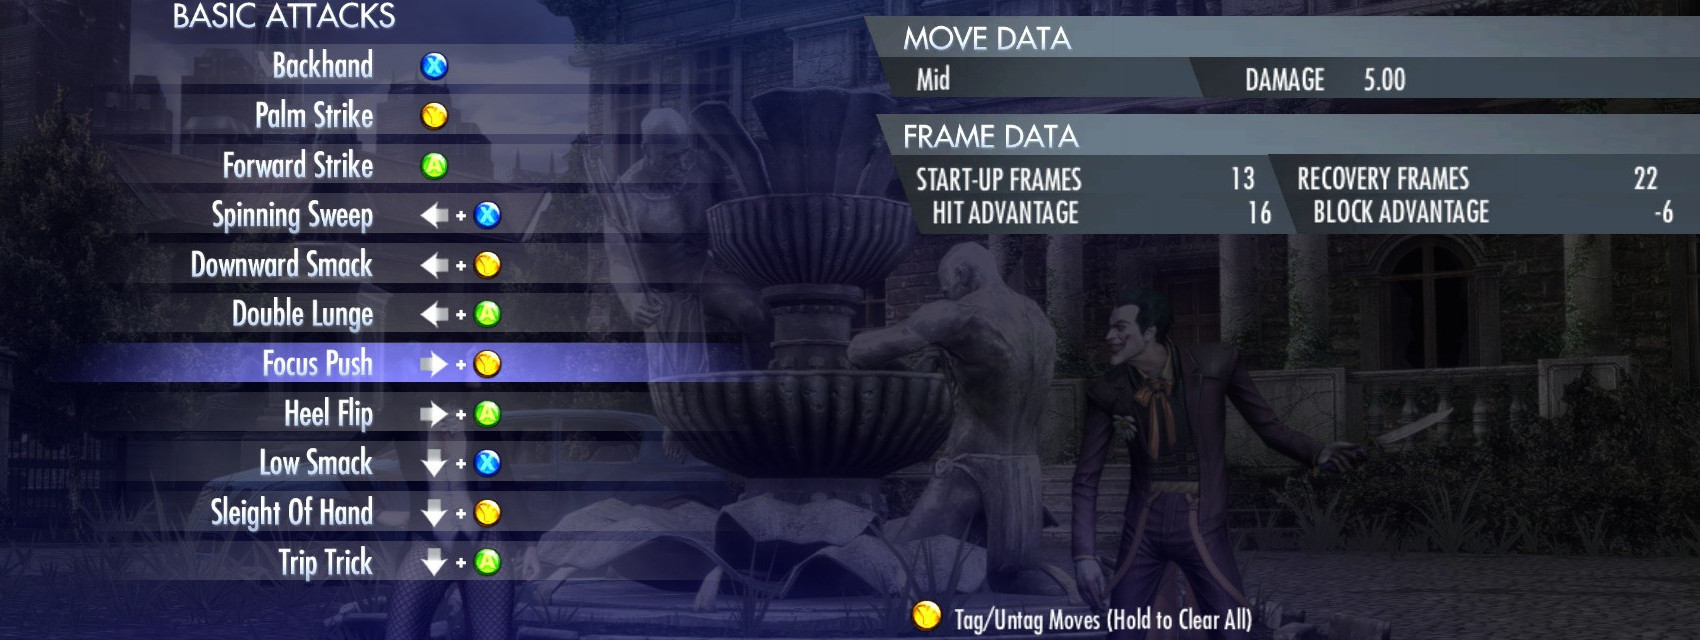 BASIC ATTACKS
Backhand X
Palm Strike Y
Forward Strike A
Spinning Sweep + X
Downward Smack + Y
Double Lunge + A
Focus Push + Y
Heel Flip + A
Low Smack + X
Sleight Of Hand + Y
Trip Trick + A
MOVE DATA
Mid DAMAGE 5.00
FRAME DATA
START-UP FRAMES 13 RECOVERY FRAMES 22
HIT ADVANTAGE 16 BLOCK ADVANTAGE -6
Y Tag/Untag Moves (Hold to Clear All)